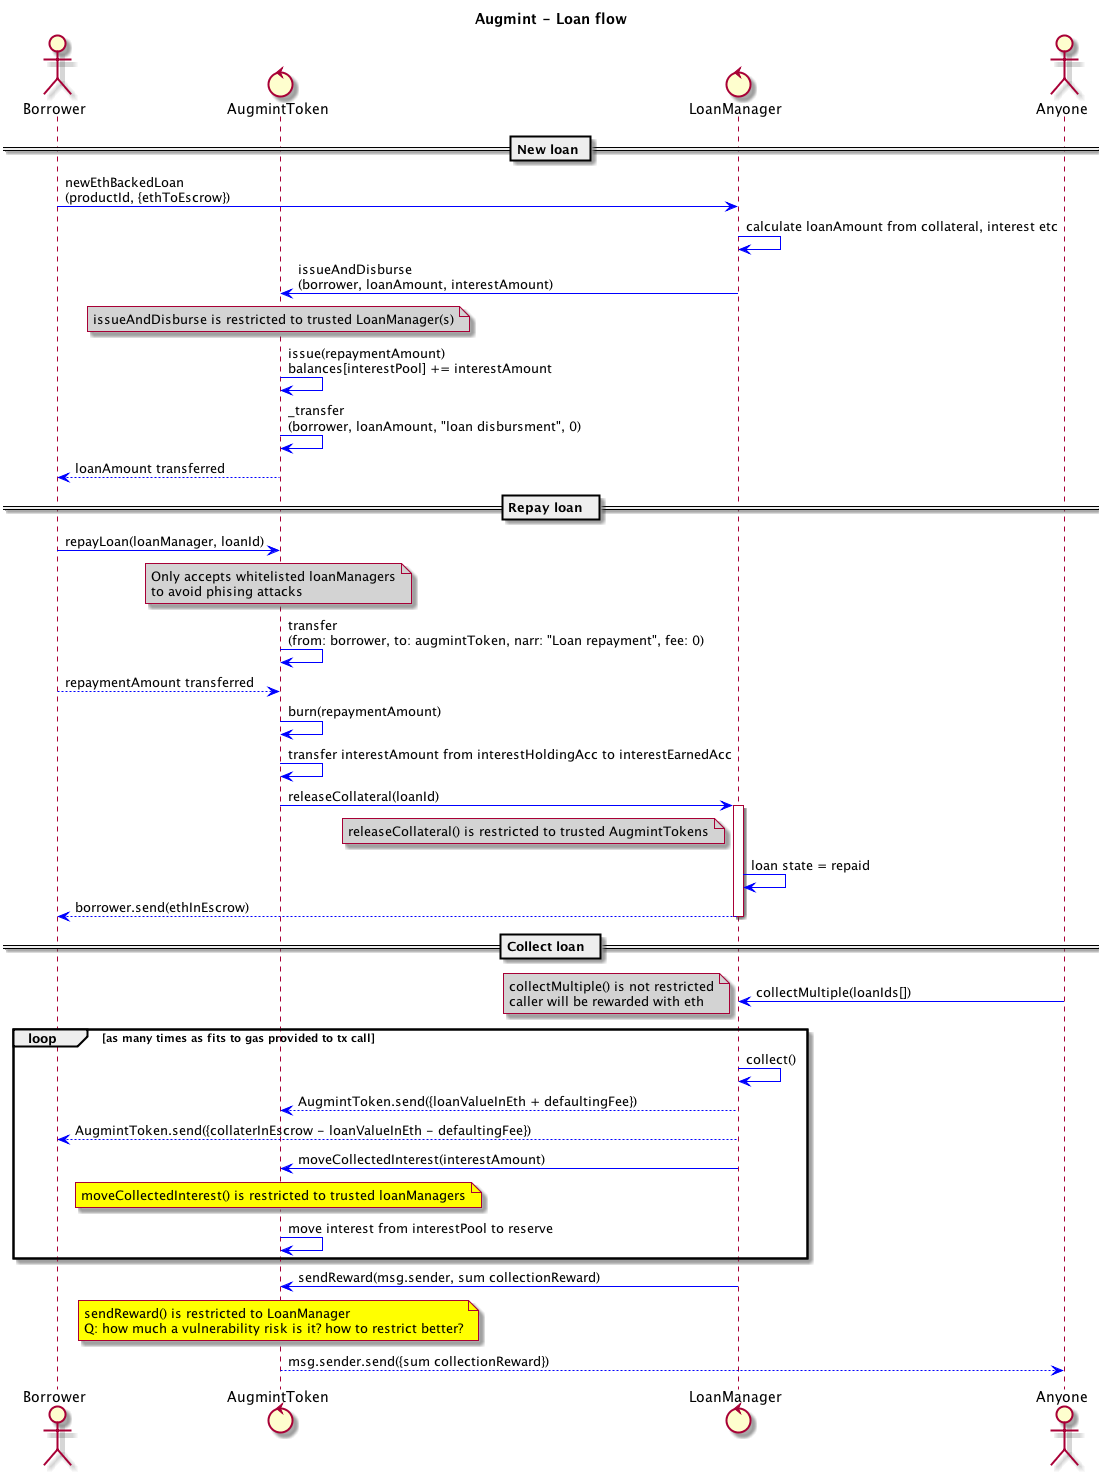 Augmint - Loan flow
Borrower
AugmintToken
LoanManager
Anyone
New loan
newEthBackedLoan
(productId, {ethToEscrow})
calculate loanAmount from collateral, interest etc
issueAndDisburse
(borrower, loanAmount, interestAmount)
issueAndDisburse is restricted to trusted LoanManager(s)
issue(repaymentAmount)
balances[interestPool] += interestAmount
_transfer
(borrower, loanAmount, "loan disbursment", 0)
loanAmount transferred
Repay loan
repayLoan(loanManager, loanId)
Only accepts whitelisted loanManagers
to avoid phising attacks
transfer
(from: borrower, to: augmintToken, narr: "Loan repayment", fee: 0)
repaymentAmount transferred
burn(repaymentAmount)
transfer interestAmount from interestHoldingAcc to interestEarnedAcc
releaseCollateral(loanId)
releaseCollateral() is restricted to trusted AugmintTokens
loan state = repaid
borrower.send(ethInEscrow)
Collect loan
collectMultiple() is not restricted
caller will be rewarded with eth
collectMultiple(loanIds[])
loop
[as many times as fits to gas provided to tx call]
collect()
AugmintToken.send({loanValueInEth + defaultingFee})
AugmintToken.send({collaterInEscrow - loanValueInEth - defaultingFee})
moveCollectedInterest(interestAmount)
moveCollectedInterest() is restricted to trusted loanManagers
move interest from interestPool to reserve
sendReward(msg.sender, sum collectionReward)
sendReward() is restricted to LoanManager
Q: how much a vulnerability risk is it? how to restrict better?
msg.sender.send({sum collectionReward})
Borrower
AugmintToken
LoanManager
Anyone